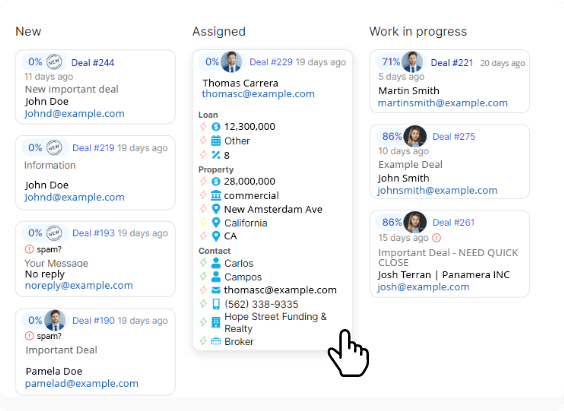 New
0% NEW Deal #244
11 days ago
New important deal
John Doe
Johnd@example.com
0% NEW Deal #219 19 days ago
Information
John Doe
Johnd@example.com
0% NEW Deal #193 19 days ago
spam?
Your Message
No reply
noreply@example.com
0% Deal #190 19 days ago
spam?
Important Deal
Pamela Doe
pamelad@example.com
Assigned
0% Deal #229 19 days ago
Thomas Carrera
thomasc@example.com
Loan
12,300,000
Other
8
Property
28,000,000
commercial
New Amsterdam Ave
California
CA
Contact
Carlos
Campos
thomasc@example.com
(562) 338-9335
Hope Street Funding &
Realty
Broker
Work in progress
71% Deal #221 20 days ago
5 days ago
Martin Smith
martinsmith@example.com
86% Deal #275
10 days ago
Example Deal
John Smith
johnsmith@example.com
86% Deal #261
15 days ago
Important Deal - NEED QUICK
CLOSE
Josh Terran | Panamera INC
josh@example.com